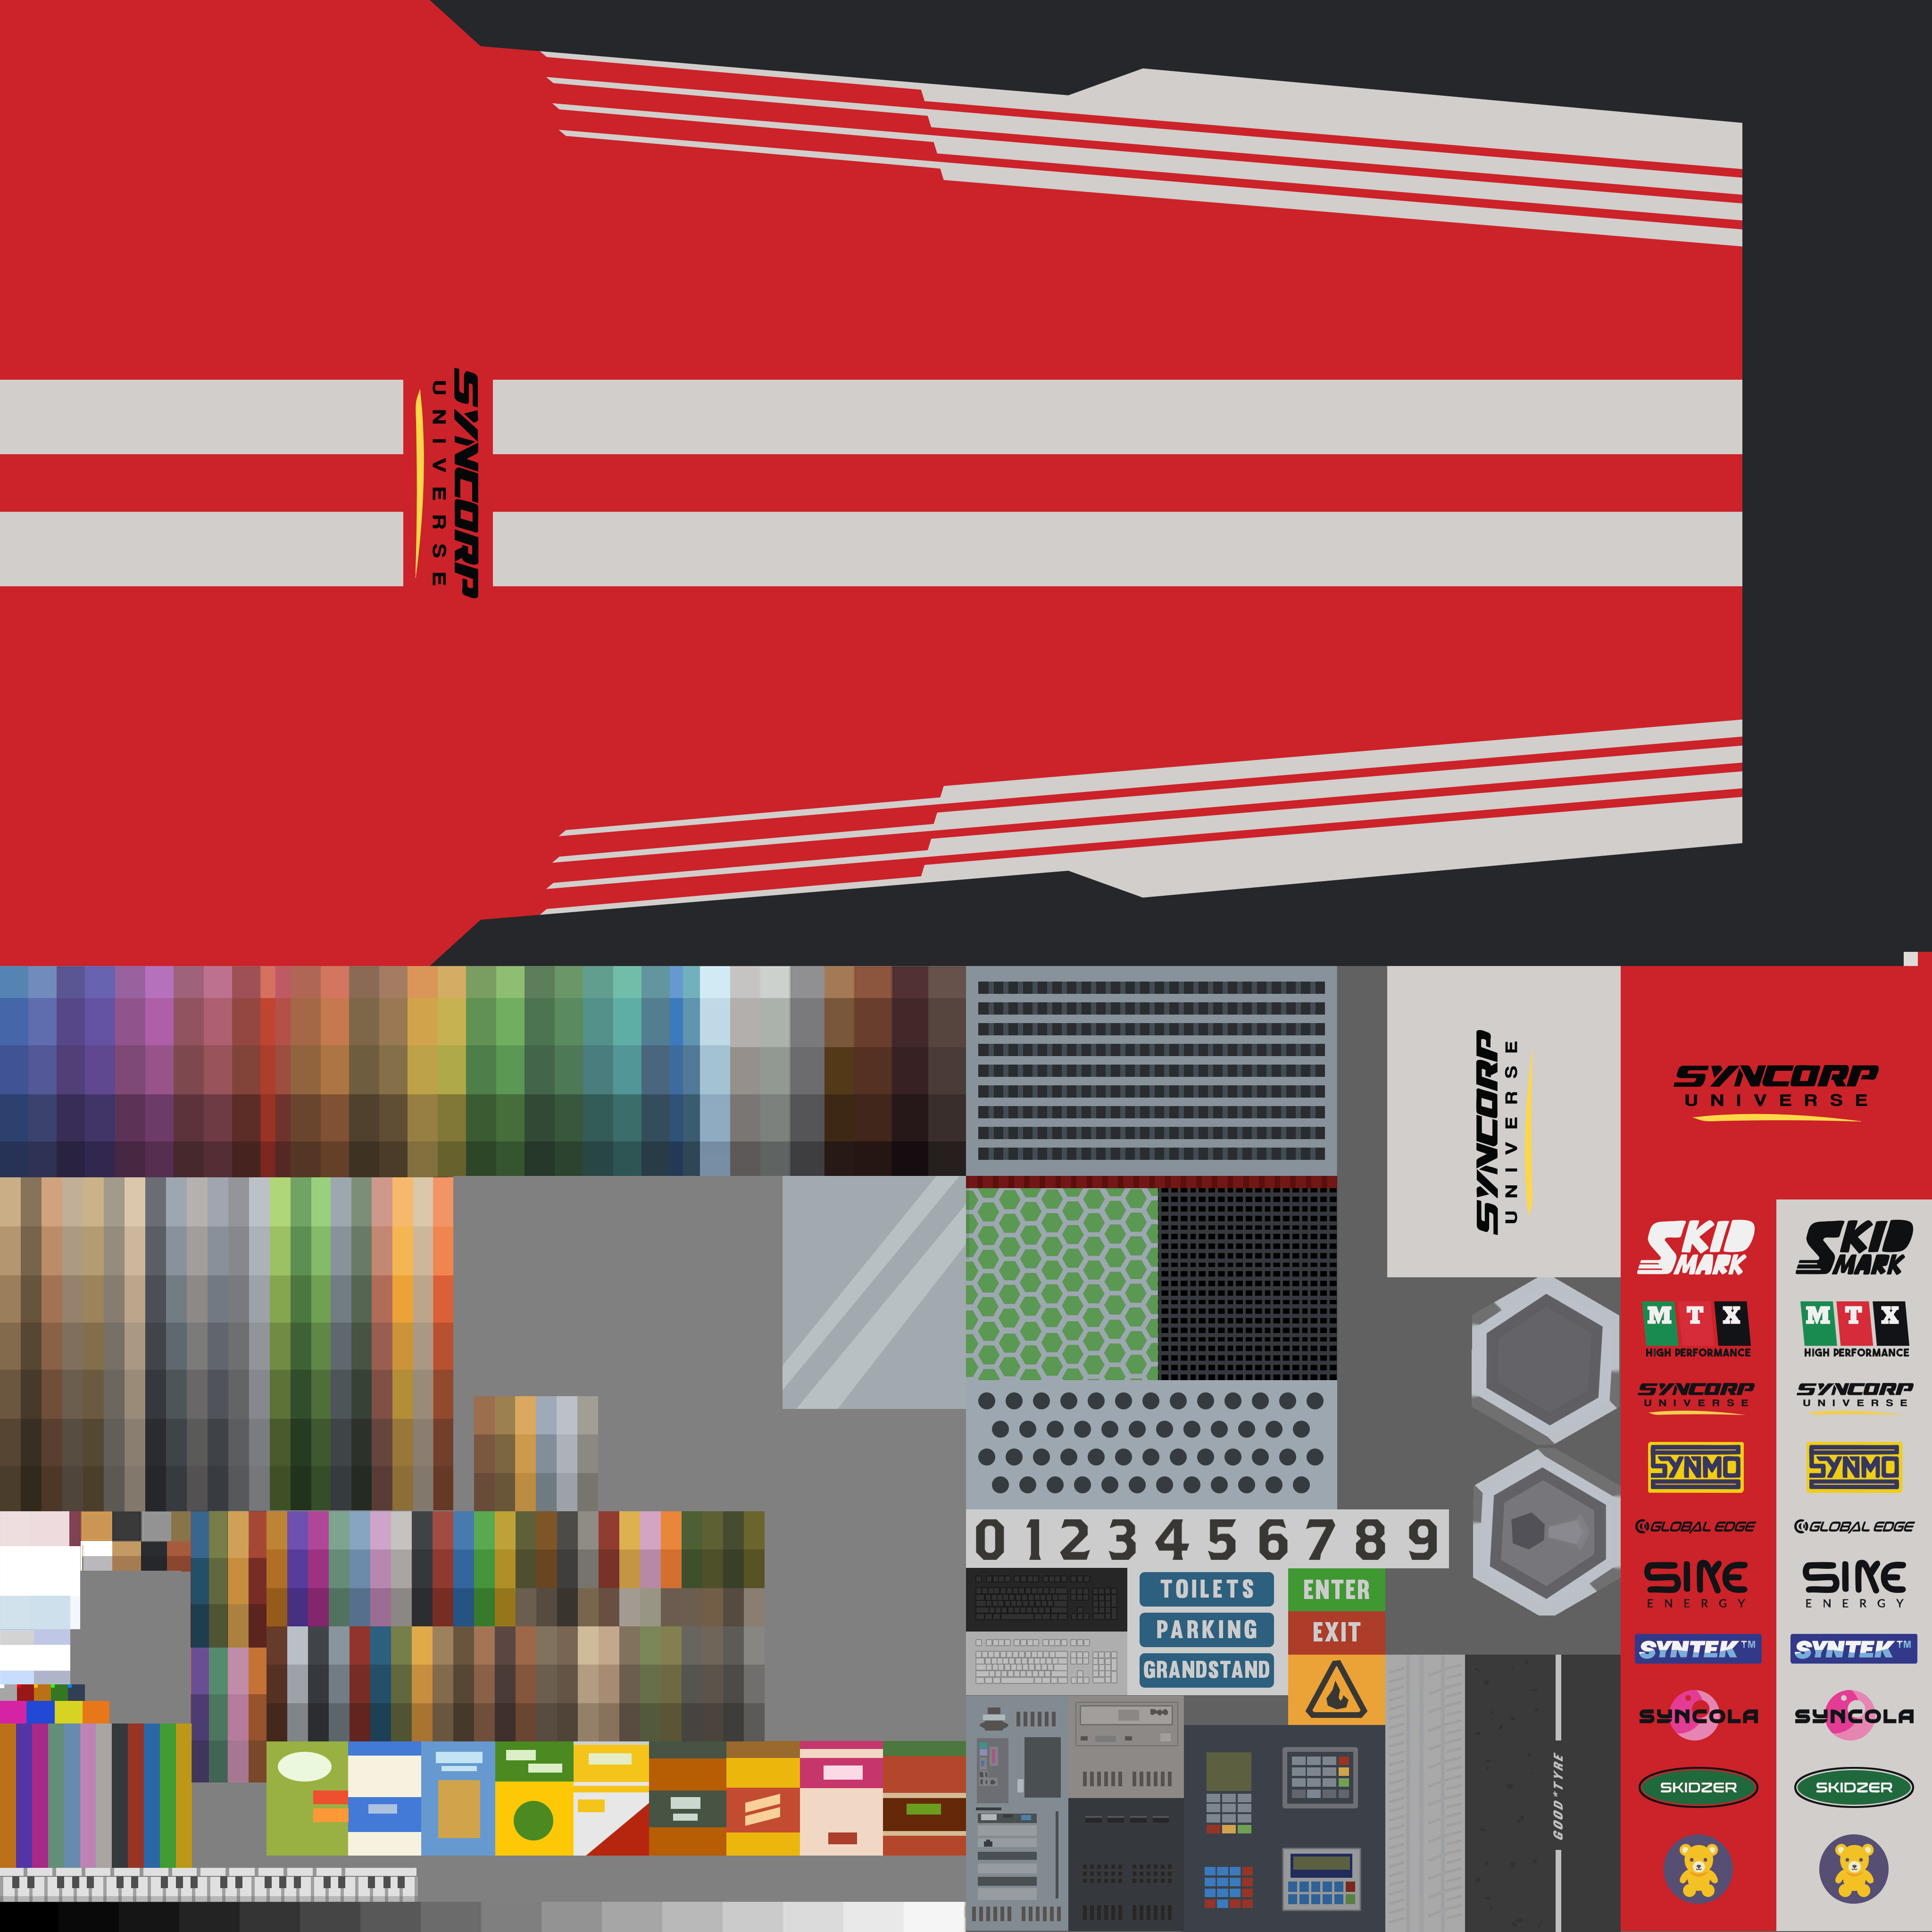 SYNCORP
UNIVERSE
SYNCORP
UNIVERSE
SYNCORP
UNIVERSE
SKID
MARK
SKID
MARK
M T X
HIGH PERFORMANCE
M T X
HIGH PERFORMANCE
SYNCORP
UNIVERSE
SYNCORP
UNIVERSE
SYNMO
SYNMO
GLOBAL EDGE
GLOBAL EDGE
0 1 2 3 4 5 6 7 8 9
SIKE
ENERGY
SIKE
ENERGY
TOILETS
ENTER
PARKING
EXIT
GRANDSTAND
SYNTEK™
SYNTEK™
SYNCOLA
SYNCOLA
GOOD*TYRE
SKIDZER
SKIDZER